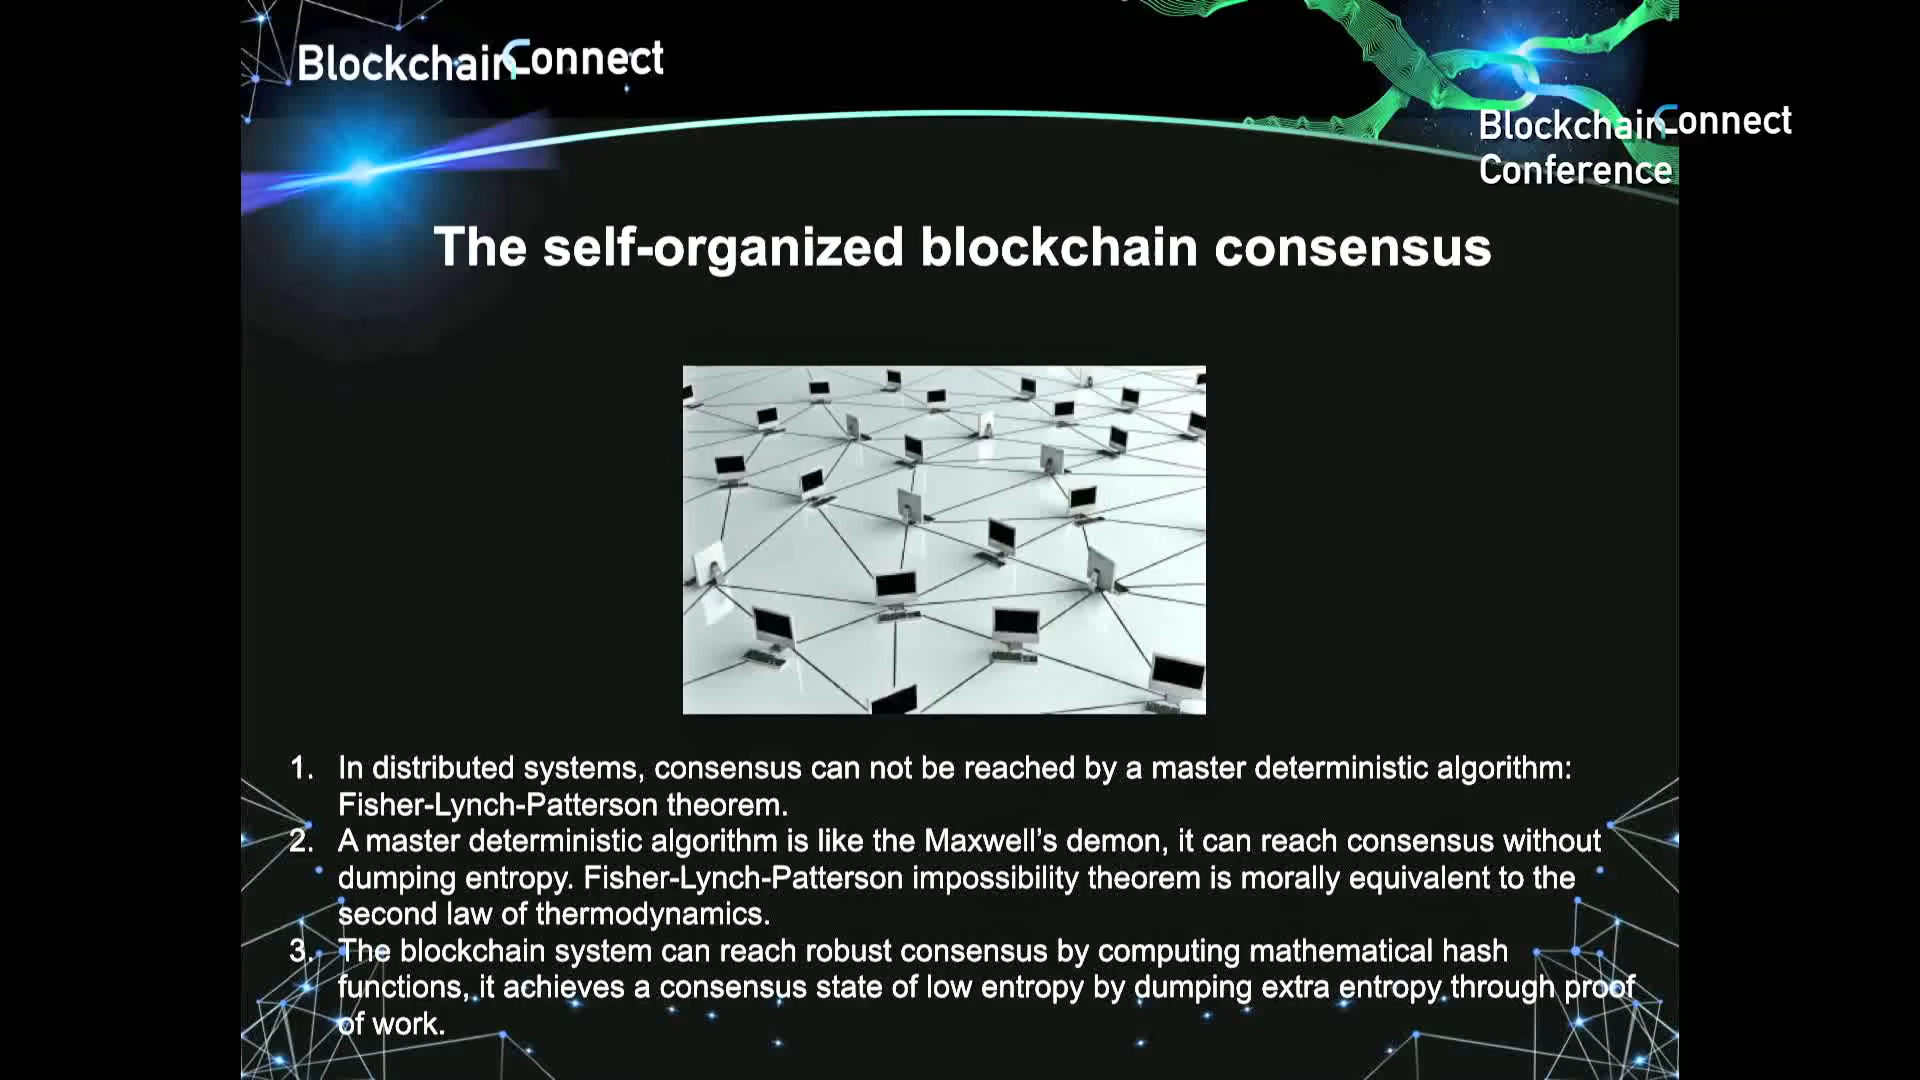 BlockchainConnect
BlockchainConnect
Conference
The self-organized blockchain consensus
1. In distributed systems, consensus can not be reached by a master deterministic algorithm:
Fisher-Lynch-Patterson theorem.
2. A master deterministic algorithm is like the Maxwell's demon, it can reach consensus without
dumping entropy. Fisher-Lynch-Patterson impossibility theorem is morally equivalent to the
second law of thermodynamics.
3. The blockchain system can reach robust consensus by computing mathematical hash
functions, it achieves a consensus state of low entropy by dumping extra entropy through proof
of work.